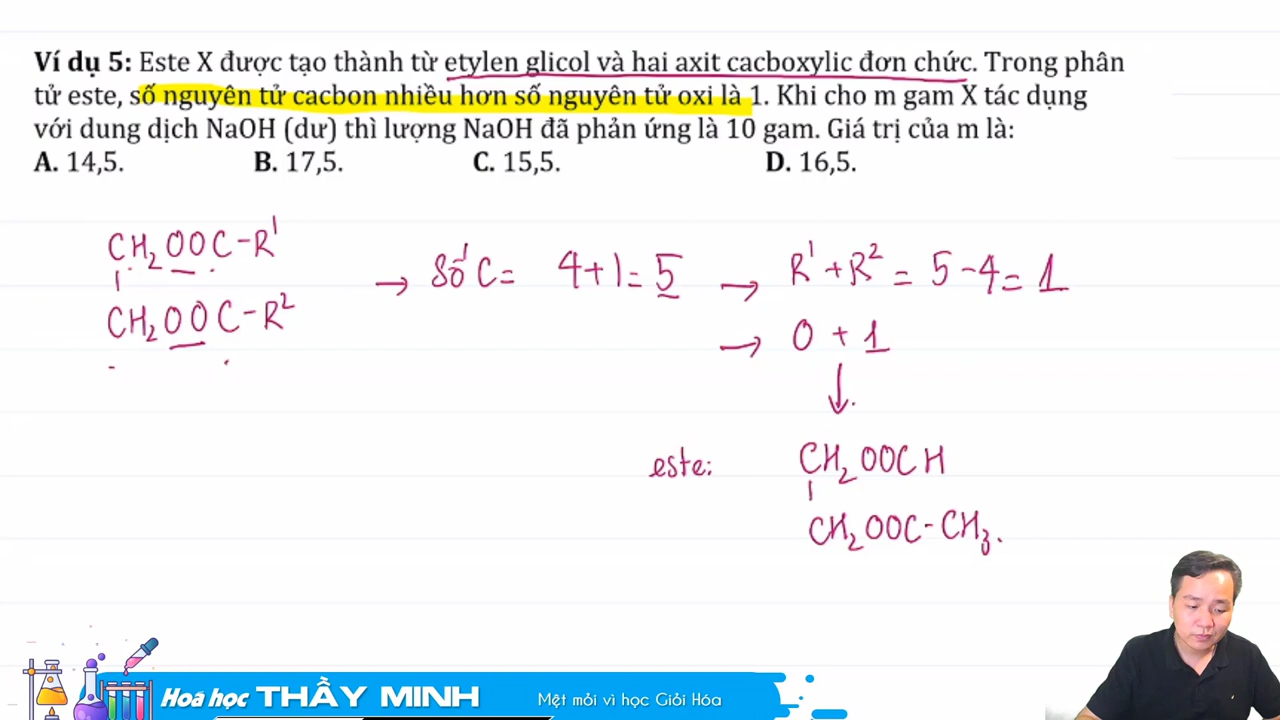 Ví dụ 5: Este X được tạo thành từ etylen glicol và hai axit cacboxylic đơn chức. Trong phân
tử este, số nguyên tử cacbon nhiều hơn số nguyên tử oxi là 1. Khi cho m gam X tác dụng
với dung dịch NaOH (dư) thì lượng NaOH đã phản ứng là 10 gam. Giá trị của m là:
A. 14,5. B. 17,5. C. 15,5. D. 16,5.
CH₂OOC-R¹
CH₂OOC-R²
→ Số C= 4+1=5 → R¹+R² = 5-4=1
→ 0 + 1
↓
este: CH₂OOCH
CH₂OOC-CH₃.
Hoá học THẦY MINH
Mệt mỏi vì học Giỏi Hóa